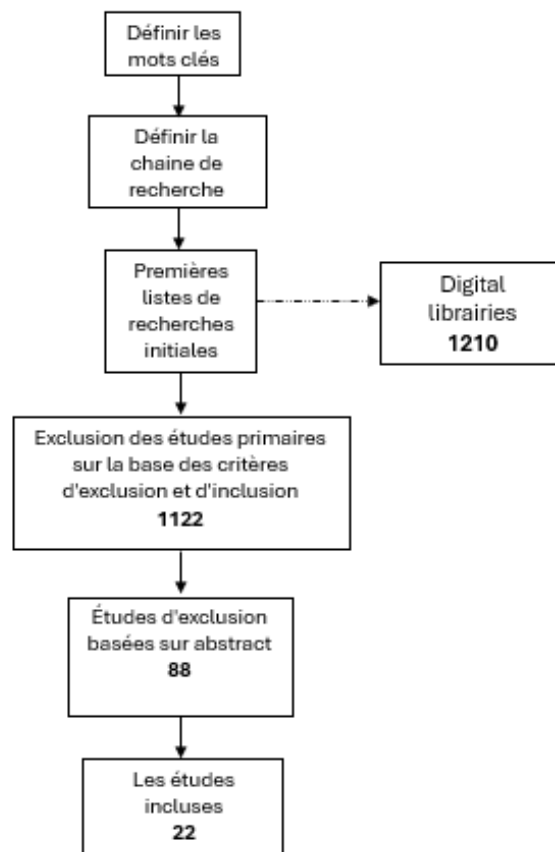 Définir les
mots clés
Définir la
chaine de
recherche
Premières
listes de
recherches
initiales
Digital
librairies
1210
Exclusion des études primaires
sur la base des critères
d'exclusion et d'inclusion
1122
Études d'exclusion
basées sur abstract
88
Les études
incluses
22